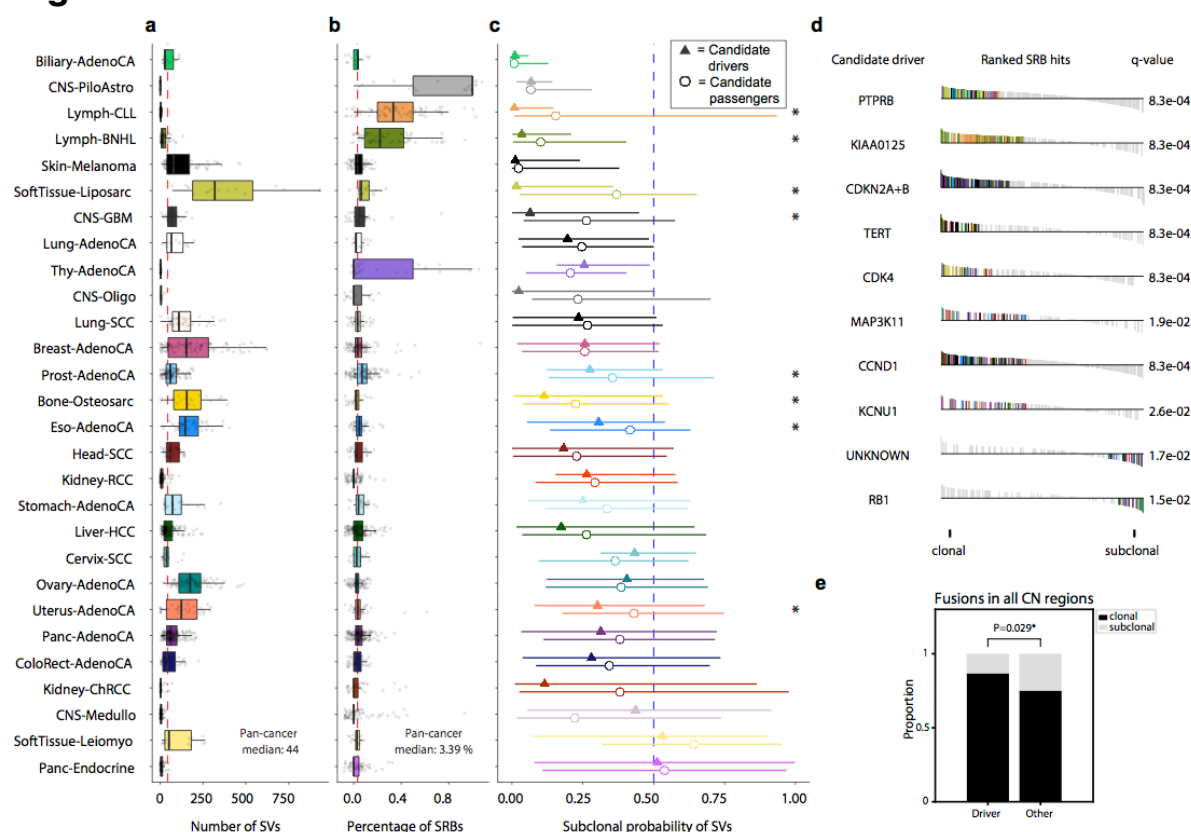 a
b
c
d
Biliary-AdenoCA
CNS-PiloAstro
Lymph-CLL
Lymph-BNHL
Skin-Melanoma
SoftTissue-Liposarc
CNS-GBM
Lung-AdenoCA
Thy-AdenoCA
CNS-Oligo
Lung-SCC
Breast-AdenoCA
Prost-AdenoCA
Bone-Osteosarc
Eso-AdenoCA
Head-SCC
Kidney-RCC
Stomach-AdenoCA
Liver-HCC
Cervix-SCC
Ovary-AdenoCA
Uterus-AdenoCA
Panc-AdenoCA
ColoRect-AdenoCA
Kidney-ChRCC
CNS-Medullo
SoftTissue-Leiomyo
Panc-Endocrine
Pan-cancer
median: 44
0 250 500 750
Number of SVs
Pan-cancer
median: 3.39 %
0.0 0.4 0.8
Percentage of SRBs
= Candidate
drivers
= Candidate
passengers
*
*
*
*
*
*
*
*
0.00 0.25 0.50 0.75 1.00
Subclonal probability of SVs
Candidate driver Ranked SRB hits q-value
PTPRB 8.3e-04
KIAA0125 8.3e-04
CDKN2A+B 8.3e-04
TERT 8.3e-04
CDK4 8.3e-04
MAP3K11 1.9e-02
CCND1 8.3e-04
KCNU1 2.6e-02
UNKNOWN 1.7e-02
RB1 1.5e-02
clonal subclonal
e
Fusions in all CN regions
clonal
subclonal
P=0.029*
1
0.5
0
Proportion
Driver Other